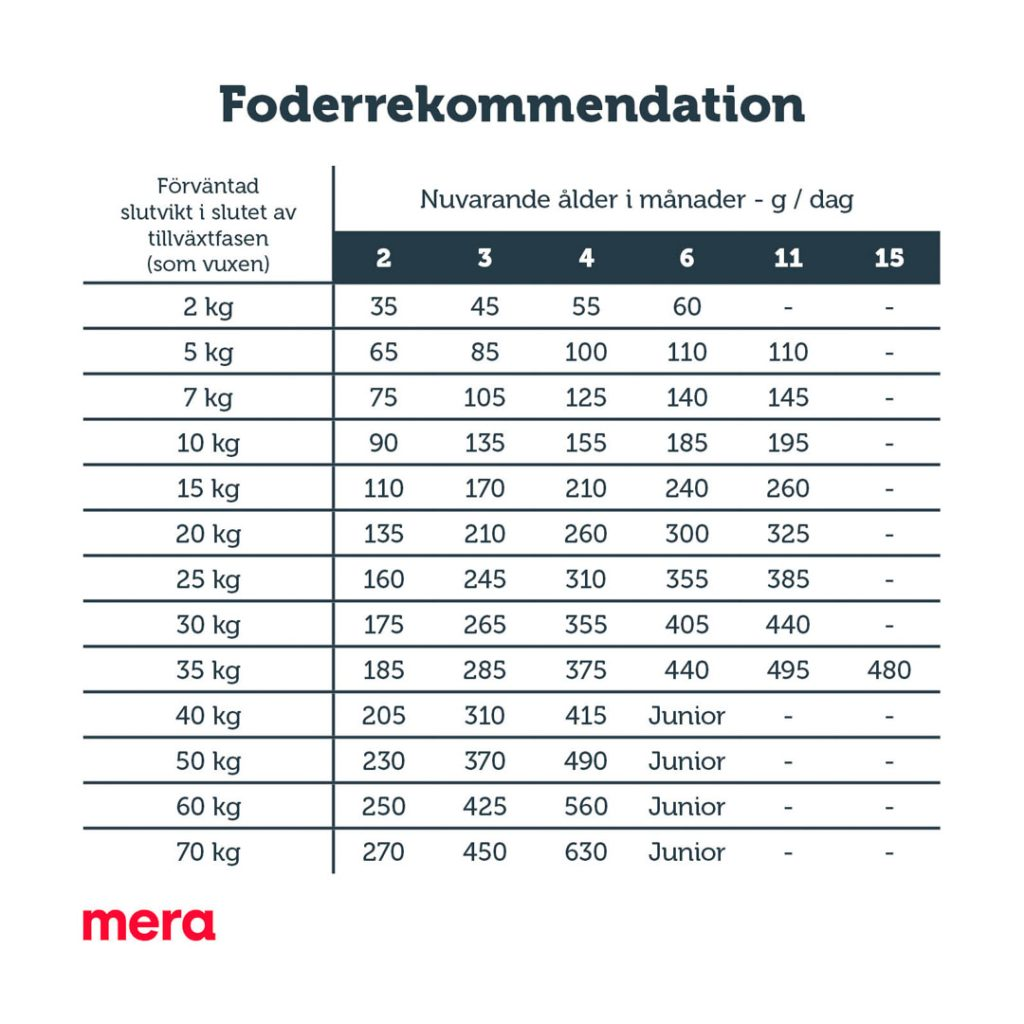 Foderrekommendation
Förväntad
slutvikt i slutet av
tillväxtfasen
(som vuxen)
Nuvarande ålder i månader - g / dag
2 3 4 6 11 15
2 kg 35 45 55 60 - -
5 kg 65 85 100 110 110 -
7 kg 75 105 125 140 145 -
10 kg 90 135 155 185 195 -
15 kg 110 170 210 240 260 -
20 kg 135 210 260 300 325 -
25 kg 160 245 310 355 385 -
30 kg 175 265 355 405 440 -
35 kg 185 285 375 440 495 480
40 kg 205 310 415 Junior - -
50 kg 230 370 490 Junior - -
60 kg 250 425 560 Junior - -
70 kg 270 450 630 Junior - -
mera